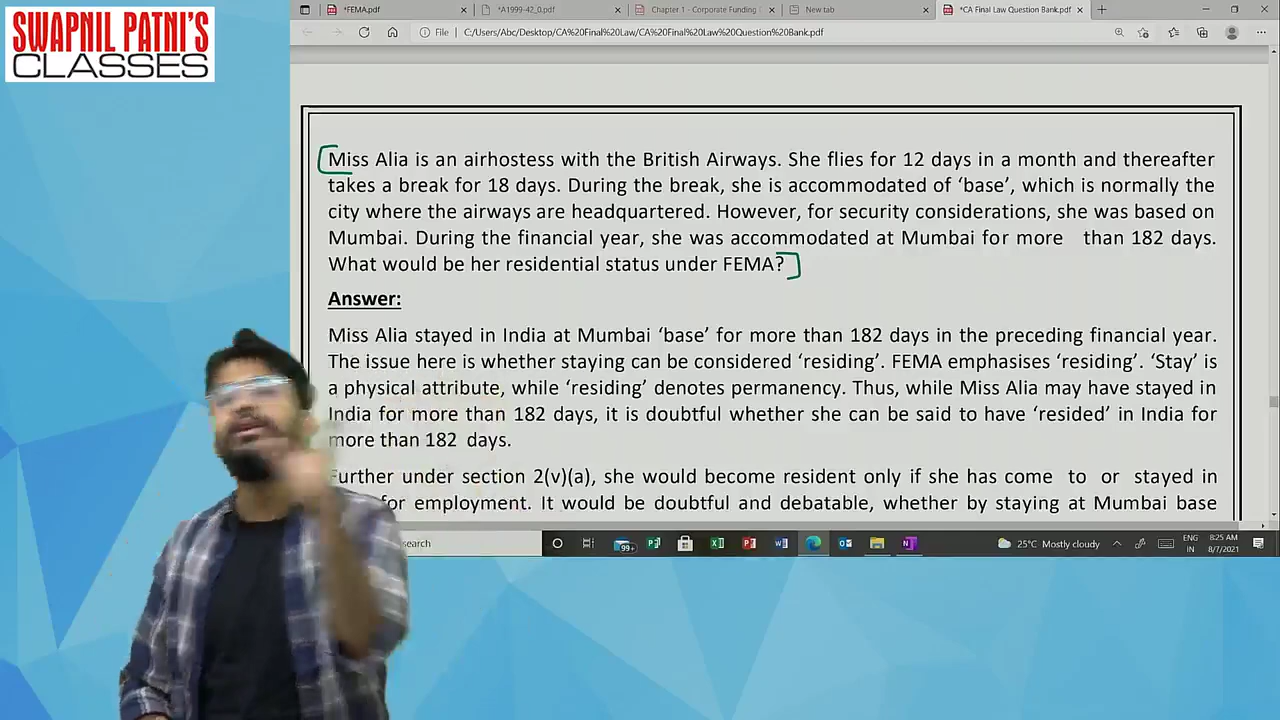 SWAPNIL PATNI'S
CLASSES
*FEMA.pdf
*A1999-42_0.pdf
Chapter 1 - Corporate Funding
New tab
*CA Final Law Question Bank.pdf
File
C:/Users/Abc/Desktop/CA%20Final%20Law/CA%20Final%20Law%20Question%20Bank.pdf
Miss Alia is an airhostess with the British Airways. She flies for 12 days in a month and thereafter
takes a break for 18 days. During the break, she is accommodated of ‘base’, which is normally the
city where the airways are headquartered. However, for security considerations, she was based on
Mumbai. During the financial year, she was accommodated at Mumbai for more than 182 days.
What would be her residential status under FEMA?
Answer:
Miss Alia stayed in India at Mumbai ‘base’ for more than 182 days in the preceding financial year.
The issue here is whether staying can be considered ‘residing’. FEMA emphasises ‘residing’. ‘Stay’ is
a physical attribute, while ‘residing’ denotes permanency. Thus, while Miss Alia may have stayed in
India for more than 182 days, it is doubtful whether she can be said to have ‘resided’ in India for
more than 182 days.
Further under section 2(v)(a), she would become resident only if she has come to or stayed in
for employment. It would be doubtful and debatable, whether by staying at Mumbai base
search
99+
25°C Mostly cloudy
ENG
IN
8:25 AM
8/7/2021